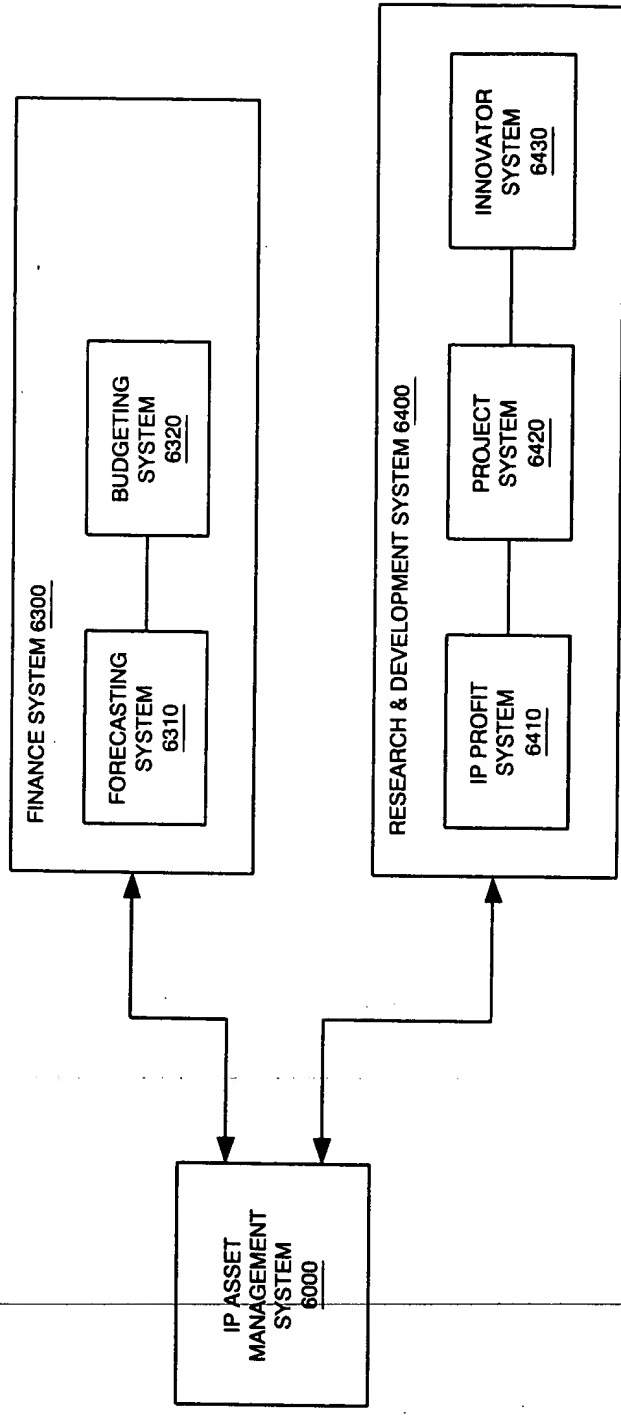 IP ASSET
MANAGEMENT
SYSTEM
6000
FINANCE SYSTEM 6300
FORECASTING
SYSTEM
6310
BUDGETING
SYSTEM
6320
RESEARCH & DEVELOPMENT SYSTEM 6400
IP PROFIT
SYSTEM
6410
PROJECT
SYSTEM
6420
INNOVATOR
SYSTEM
6430